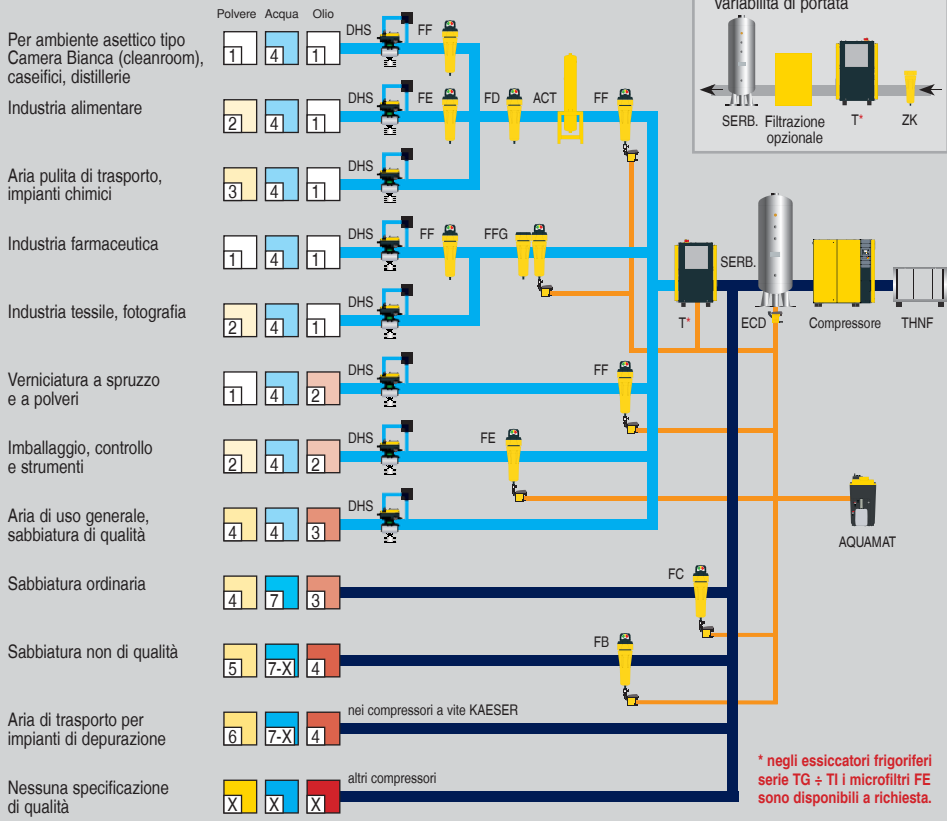 variabilità di portata
SERB.
Filtrazione
opzionale
T*
ZK
Polvere Acqua Olio
Per ambiente asettico tipo
Camera Bianca (cleanroom),
caseifici, distillerie
1 4 1
DHS FF
Industria alimentare
2 4 1
DHS FE FD ACT FF
Aria pulita di trasporto,
impianti chimici
3 4 1
DHS
Industria farmaceutica
1 4 1
DHS FF FFG
Industria tessile, fotografia
2 4 1
DHS
T*
SERB.
ECD
Compressore
THNF
Verniciatura a spruzzo
e a polveri
1 4 2
DHS FF
Imballaggio, controllo
e strumenti
2 4 2
DHS FE
Aria di uso generale,
sabbiatura di qualità
4 4 3
DHS
AQUAMAT
Sabbiatura ordinaria
4 7 3
FC
Sabbiatura non di qualità
5 7-X 4
FB
Aria di trasporto per
impianti di depurazione
6 7-X 4
nei compressori a vite KAESER
Nessuna specificazione
di qualità
X X X
altri compressori
* negli essiccatori frigoriferi
serie TG ÷ TI i microfiltri FE
sono disponibili a richiesta.